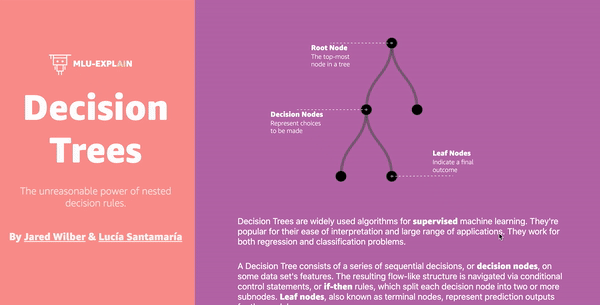 MLU-EXPLAIN
Decision
Trees
The unreasonable power of nested
decision rules.
By Jared Wilber & Lucía Santamaría
Root Node
The top-most
node in a tree
Decision Nodes
Represent choices
to be made
Leaf Nodes
Indicate a final
outcome
Decision Trees are widely used algorithms for supervised machine learning. They're
popular for their ease of interpretation and large range of applications. They work for
both regression and classification problems.
A Decision Tree consists of a series of sequential decisions, or decision nodes, on
some data set's features. The resulting flow-like structure is navigated via conditional
control statements, or if-then rules, which split each decision node into two or more
subnodes. Leaf nodes, also known as terminal nodes, represent prediction outputs